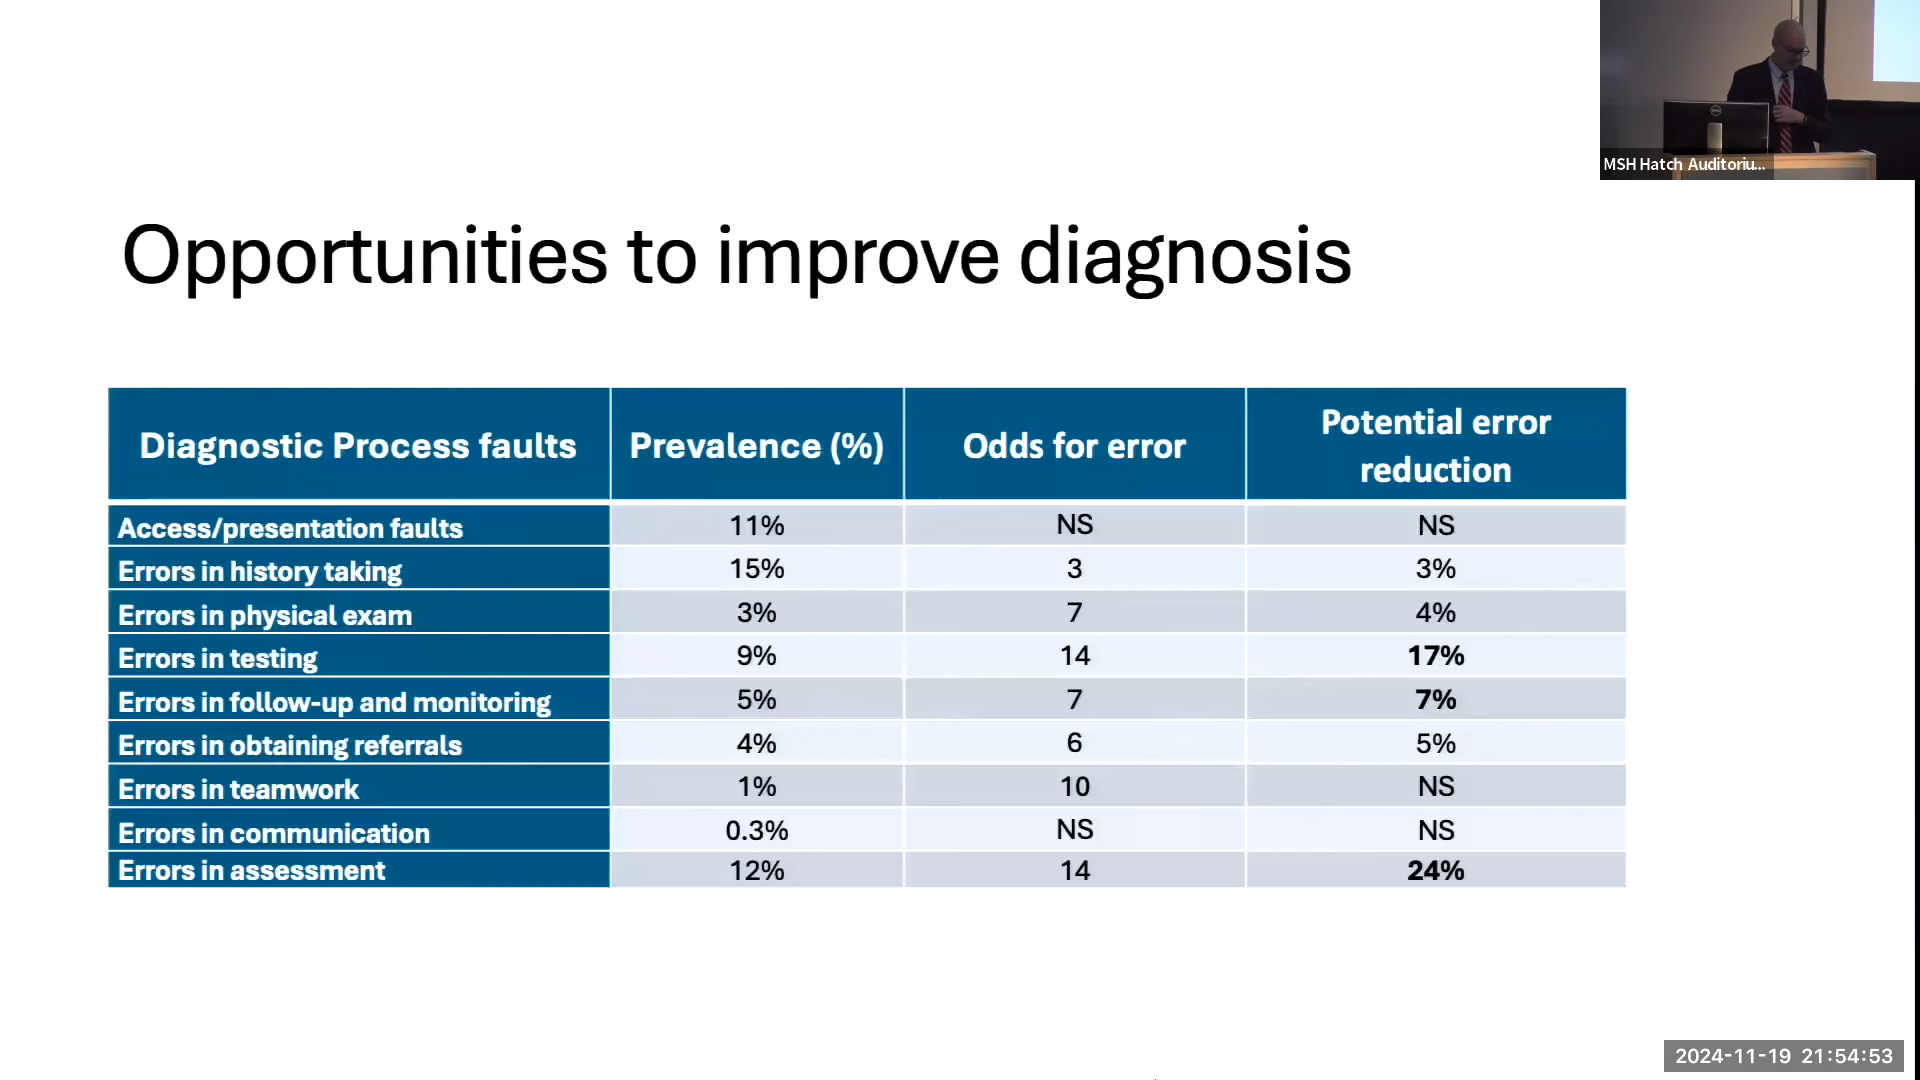 MSH Hatch Auditoriu...
Opportunities to improve diagnosis
Diagnostic Process faults Prevalence (%) Odds for error Potential error reduction
Access/presentation faults 11% NS NS
Errors in history taking 15% 3 3%
Errors in physical exam 3% 7 4%
Errors in testing 9% 14 17%
Errors in follow-up and monitoring 5% 7 7%
Errors in obtaining referrals 4% 6 5%
Errors in teamwork 1% 10 NS
Errors in communication 0.3% NS NS
Errors in assessment 12% 14 24%
2024-11-19 21:54:53